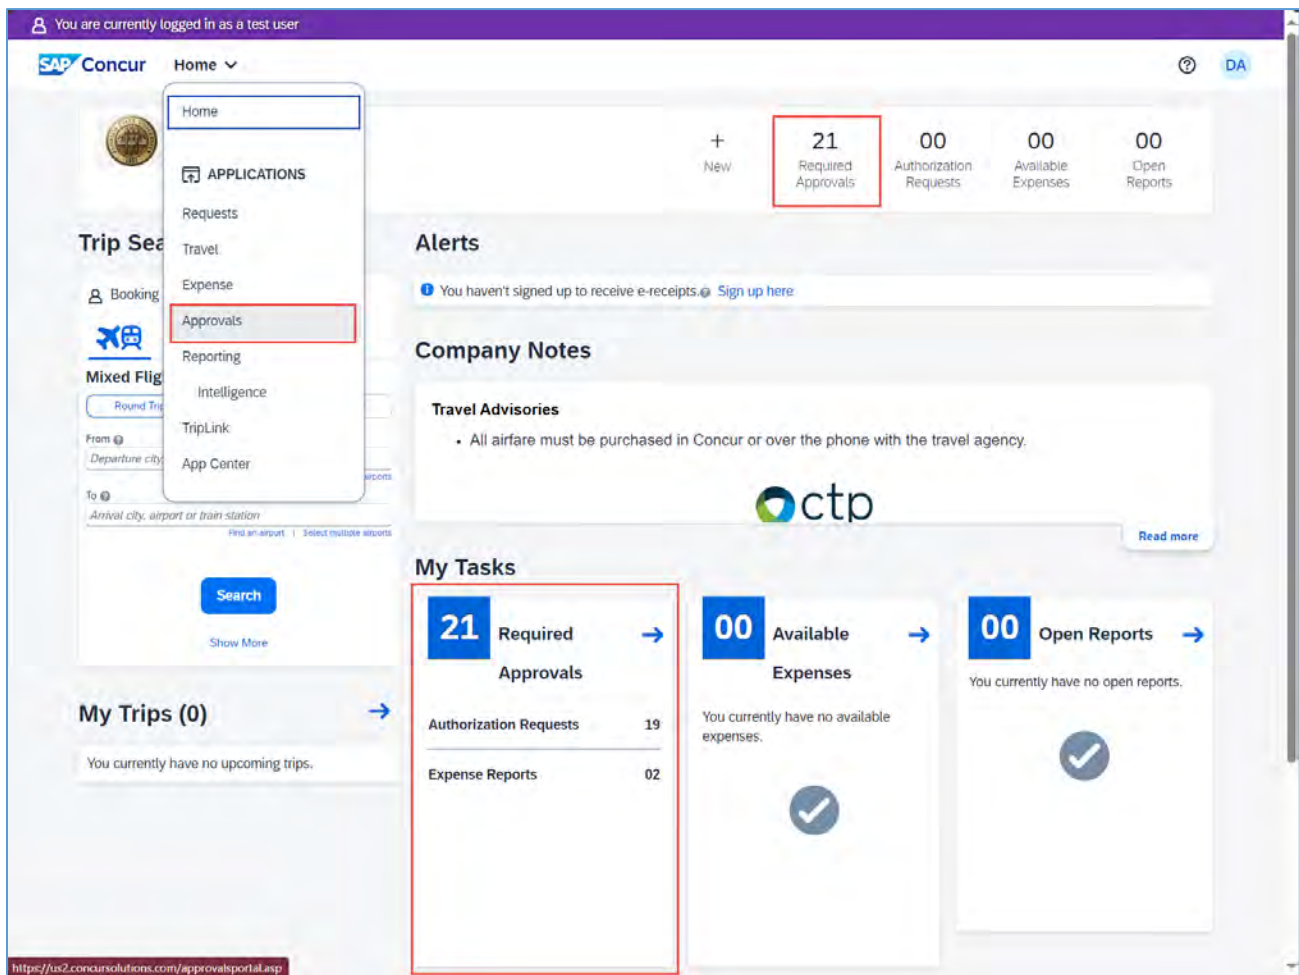 You are currently logged in as a test user
SAP Concur Home
DA
Home
APPLICATIONS
Requests
Travel
Expense
Approvals
Reporting
Intelligence
TripLink
App Center
+
New
21
Required
Approvals
00
Authorization
Requests
00
Available
Expenses
00
Open
Reports
Trip Sea
Booking
Mixed Flig
Round Trip
From
Departure city,
airports
To
Arrival city, airport or train station
Find an airport | Select multiple airports
Search
Show More
My Trips (0)
You currently have no upcoming trips.
Alerts
You haven't signed up to receive e-receipts. Sign up here
Company Notes
Travel Advisories
• All airfare must be purchased in Concur or over the phone with the travel agency.
ctp
Read more
My Tasks
21 Required
Approvals
Authorization Requests 19
Expense Reports 02
00 Available
Expenses
You currently have no available
expenses.
00 Open Reports
You currently have no open reports.
https://us2.concursolutions.com/approvalsportal.asp